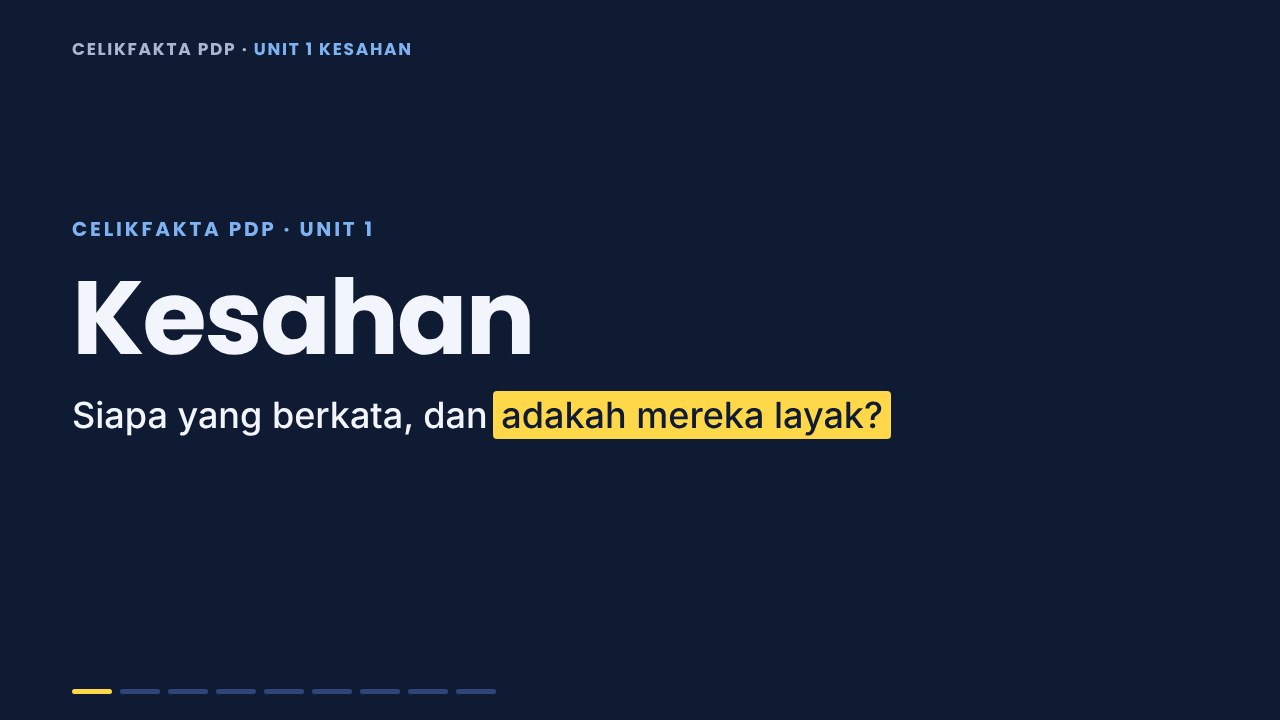 CELIKFAKTA PDP · UNIT 1 KESAHAN
CELIKFAKTA PDP · UNIT 1
Kesahan
Siapa yang berkata, dan adakah mereka layak?